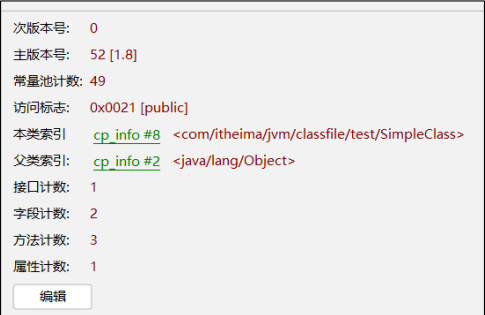 次版本号: 0
主版本号: 52 [1.8]
常量池计数: 49
访问标志: 0x0021 [public]
本类索引 cp_info #8 <com/itheima/jvm/classfile/test/SimpleClass>
父类索引: cp_info #2 <java/lang/Object>
接口计数: 1
字段计数: 2
方法计数: 3
属性计数: 1
编辑